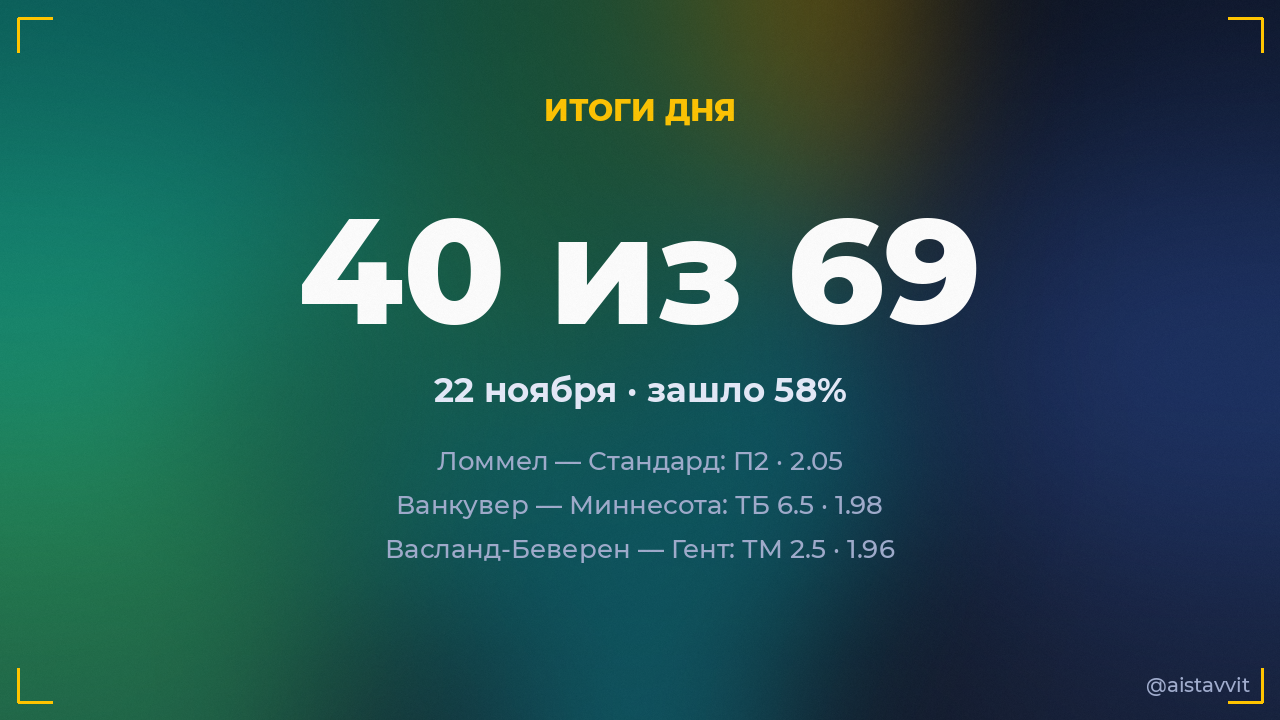 ИТОГИ ДНЯ
40 из 69
22 ноября · зашло 58%
Ломмел — Стандард: П2 · 2.05
Ванкувер — Миннесота: ТБ 6.5 · 1.98
Васланд-Беверен — Гент: ТМ 2.5 · 1.96
@aistavvit